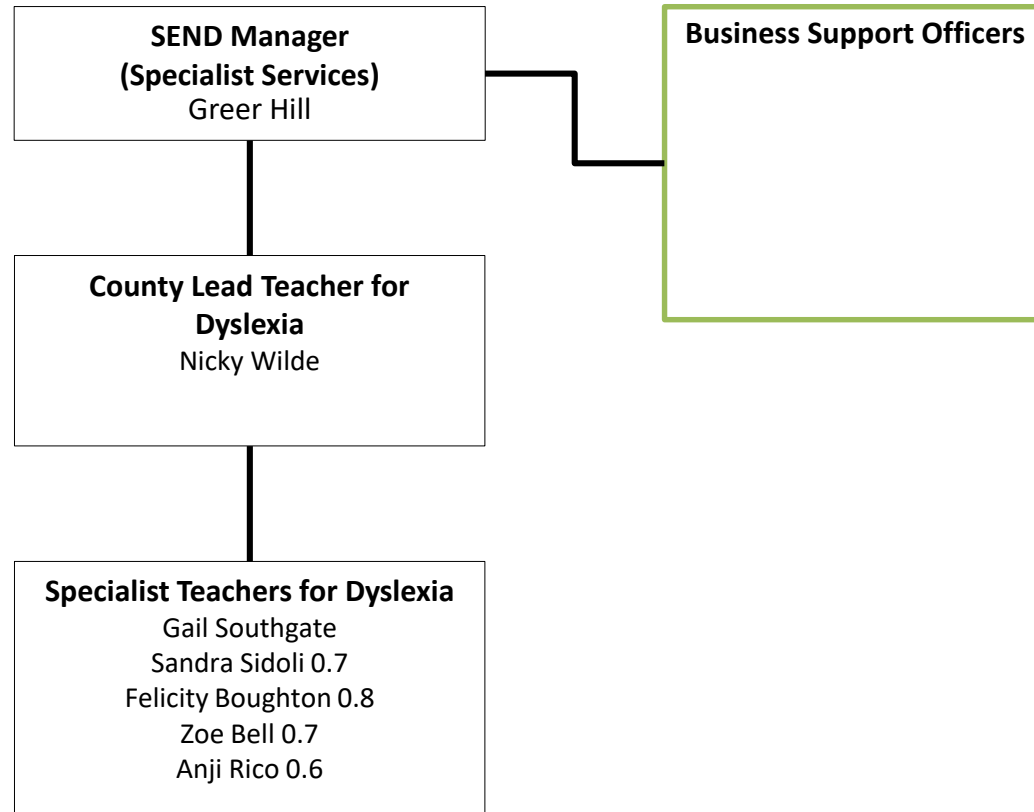 SEND Manager
(Specialist Services)
Greer Hill
Business Support Officers
County Lead Teacher for
Dyslexia
Nicky Wilde
Specialist Teachers for Dyslexia
Gail Southgate
Sandra Sidoli 0.7
Felicity Boughton 0.8
Zoe Bell 0.7
Anji Rico 0.6